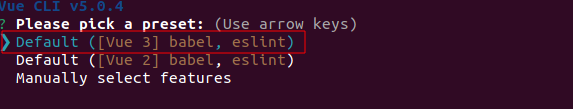 Vue CLI v5.0.4
? Please pick a preset: (Use arrow keys)
❯ Default ([Vue 3] babel, eslint)
Default ([Vue 2] babel, eslint)
Manually select features